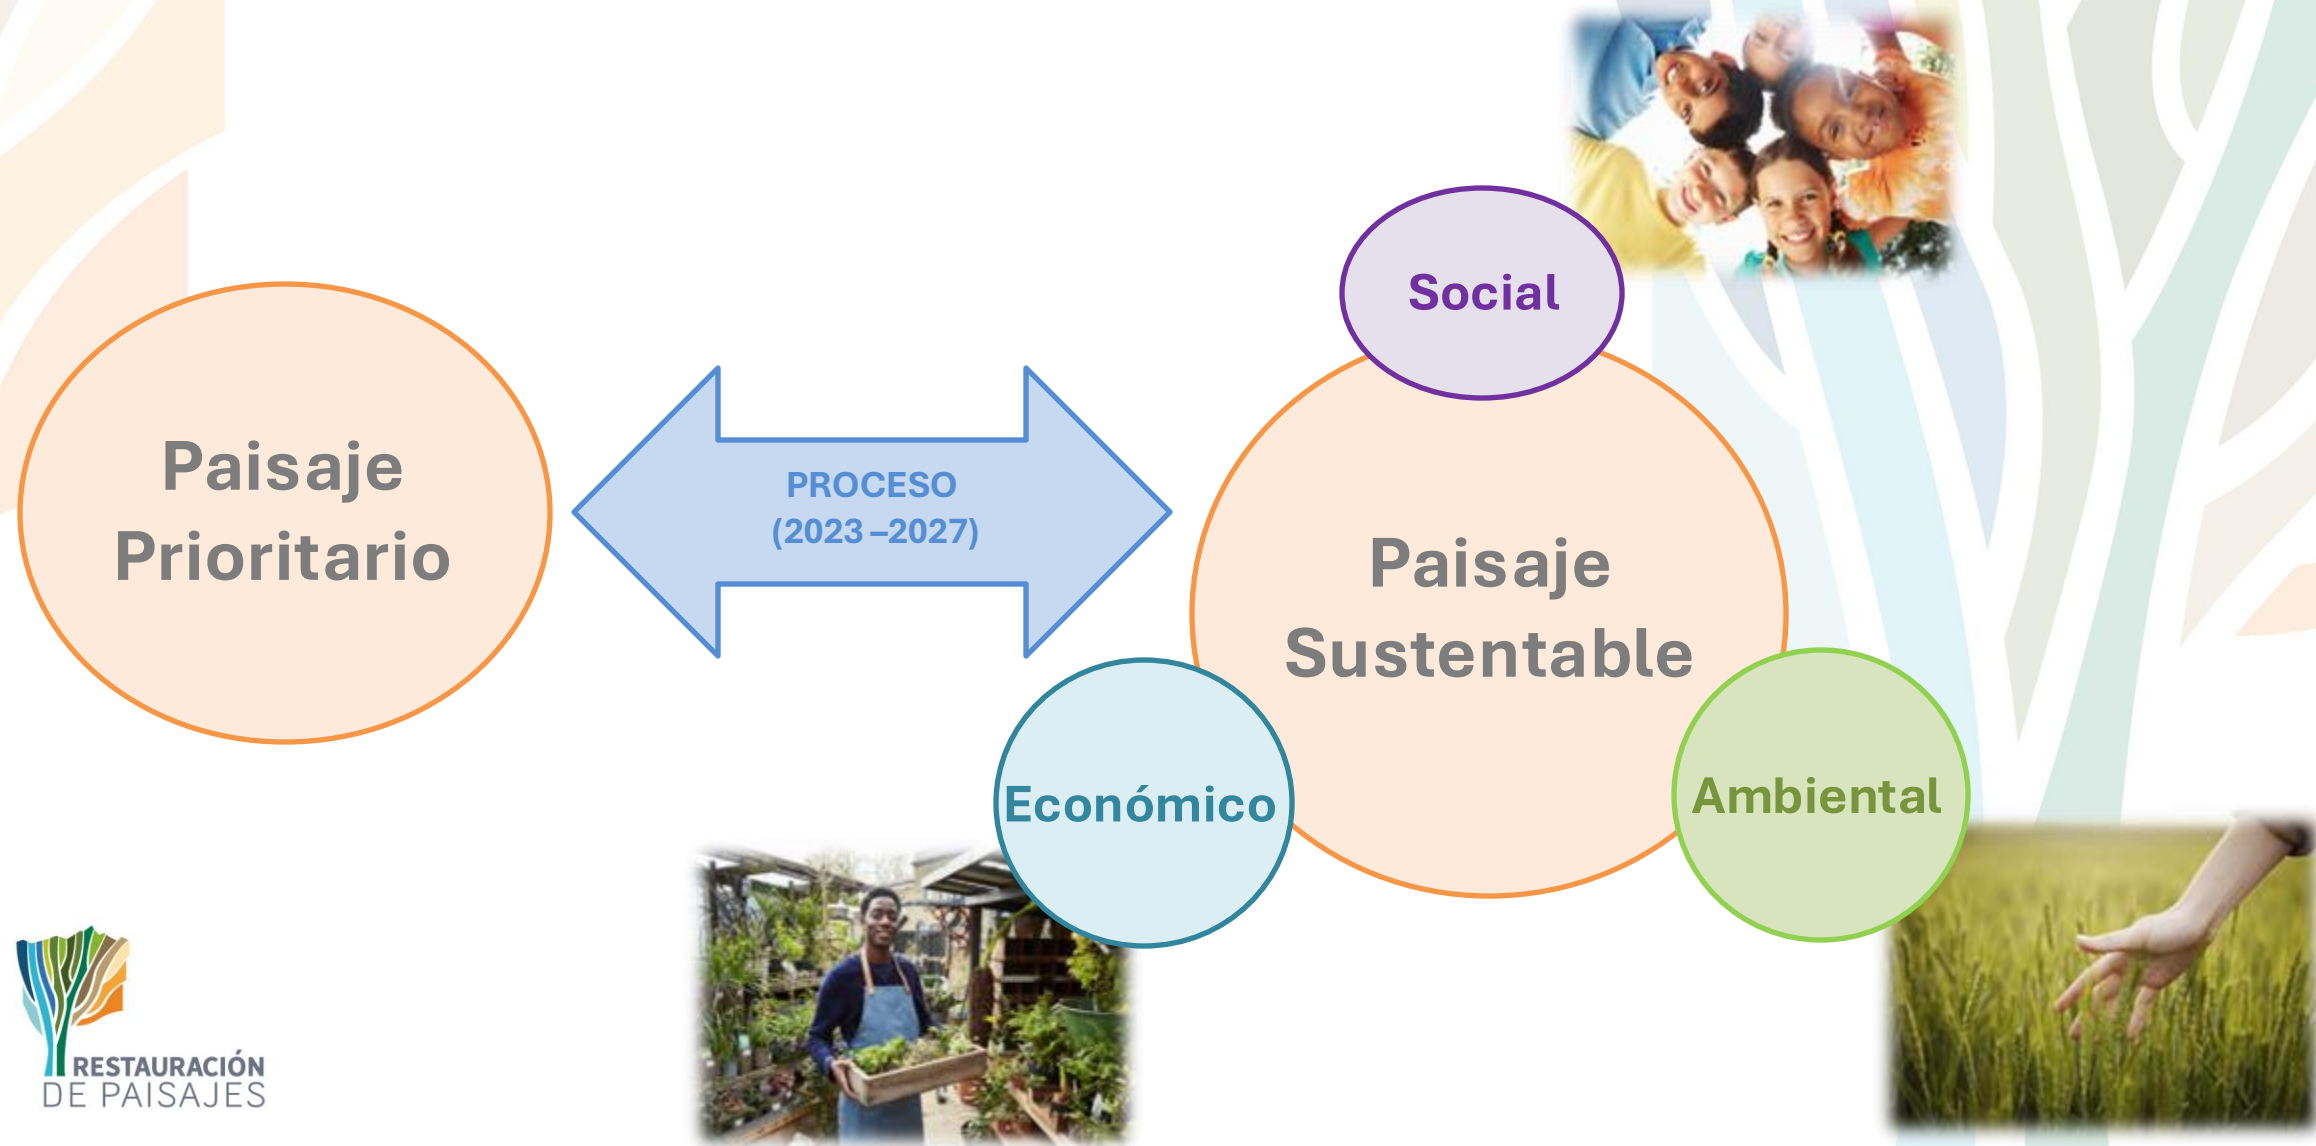 Paisaje
Prioritario
PROCESO
(2023 –2027)
Social
Paisaje
Sustentable
Económico
Ambiental
RESTAURACIÓN
DE PAISAJES